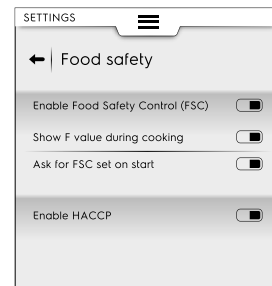 SETTINGS
Food safety
Enable Food Safety Control (FSC)
Show F value during cooking
Ask for FSC set on start
Enable HACCP